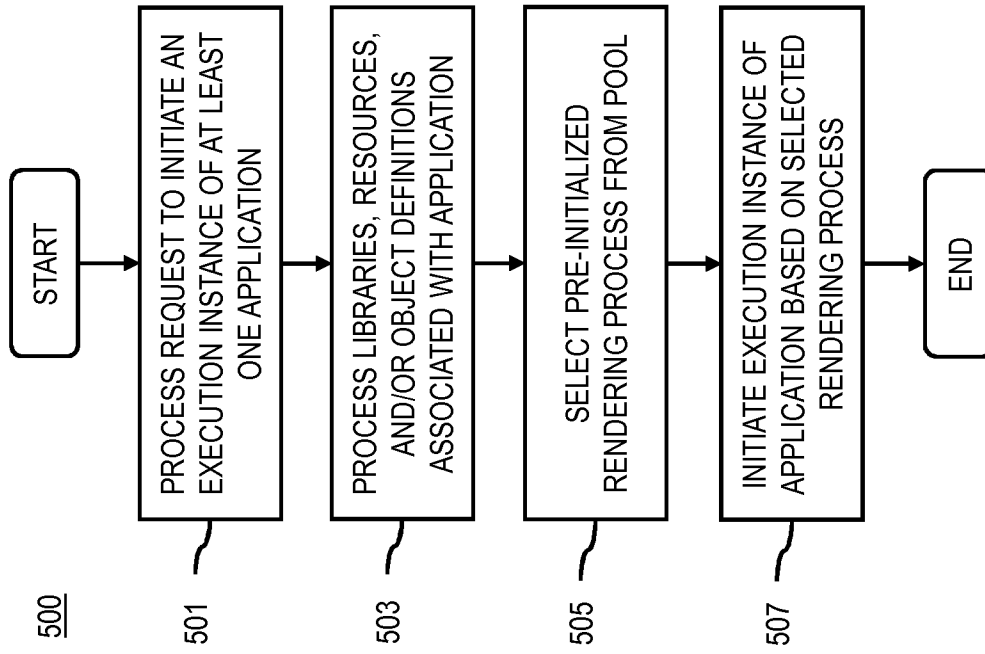 500
START
501
PROCESS REQUEST TO INITIATE AN
EXECUTION INSTANCE OF AT LEAST
ONE APPLICATION
503
PROCESS LIBRARIES, RESOURCES,
AND/OR OBJECT DEFINITIONS
ASSOCIATED WITH APPLICATION
505
SELECT PRE-INITIALIZED
RENDERING PROCESS FROM POOL
507
INITIATE EXECUTION INSTANCE OF
APPLICATION BASED ON SELECTED
RENDERING PROCESS
END